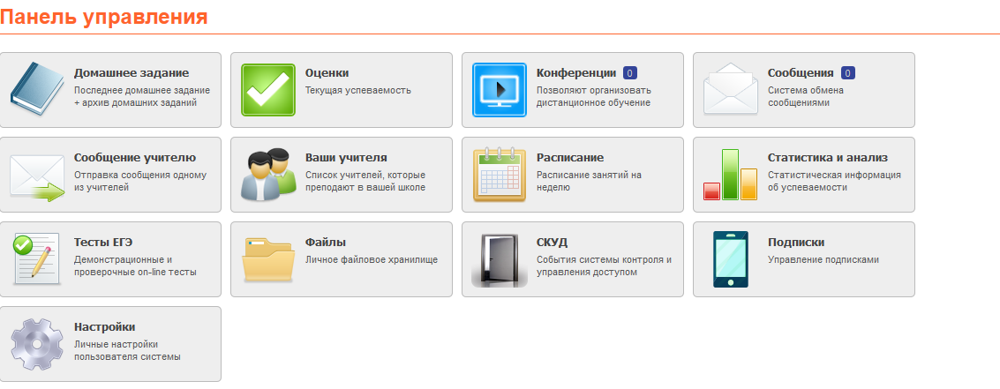 Панель управления
Домашнее задание
Последнее домашнее задание
+ архив домашних заданий
Оценки
Текущая успеваемость
Конференции 0
Позволяют организовать
дистанционное обучение
Сообщения 0
Система обмена
сообщениями
Сообщение учителю
Отправка сообщения одному
из учителей
Ваши учителя
Список учителей, которые
преподают в вашей школе
Расписание
Расписание занятий на
неделю
Статистика и анализ
Статистическая информация
об успеваемости
Тесты ЕГЭ
Демонстрационные и
проверочные on-line тесты
Файлы
Личное файловое хранилище
СКУД
События системы контроля и
управления доступом
Подписки
Управление подписками
Настройки
Личные настройки
пользователя системы